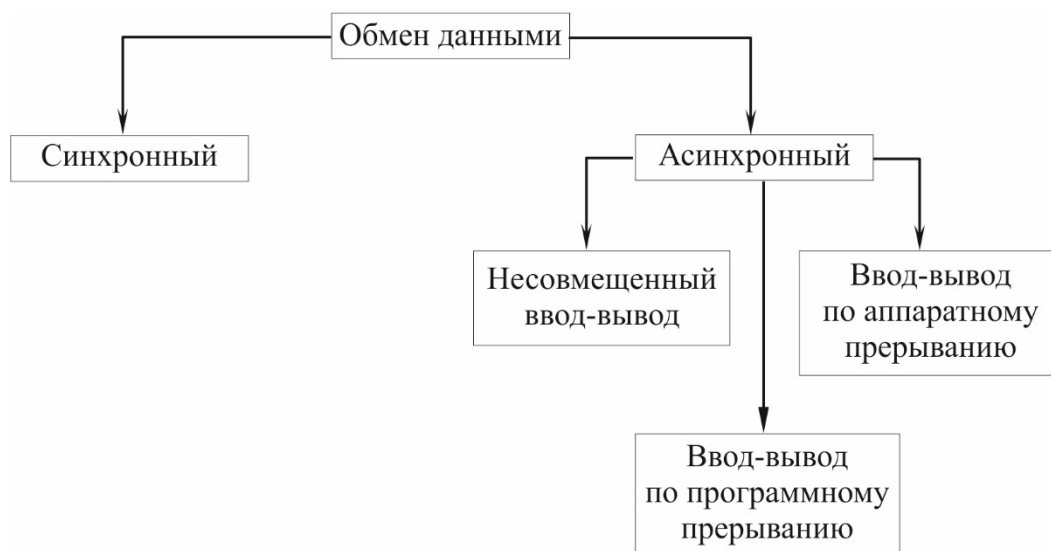 Обмен данными
Синхронный
Асинхронный
Несовмещенный
ввод-вывод
Ввод-вывод
по аппаратному
прерыванию
Ввод-вывод
по программному
прерыванию